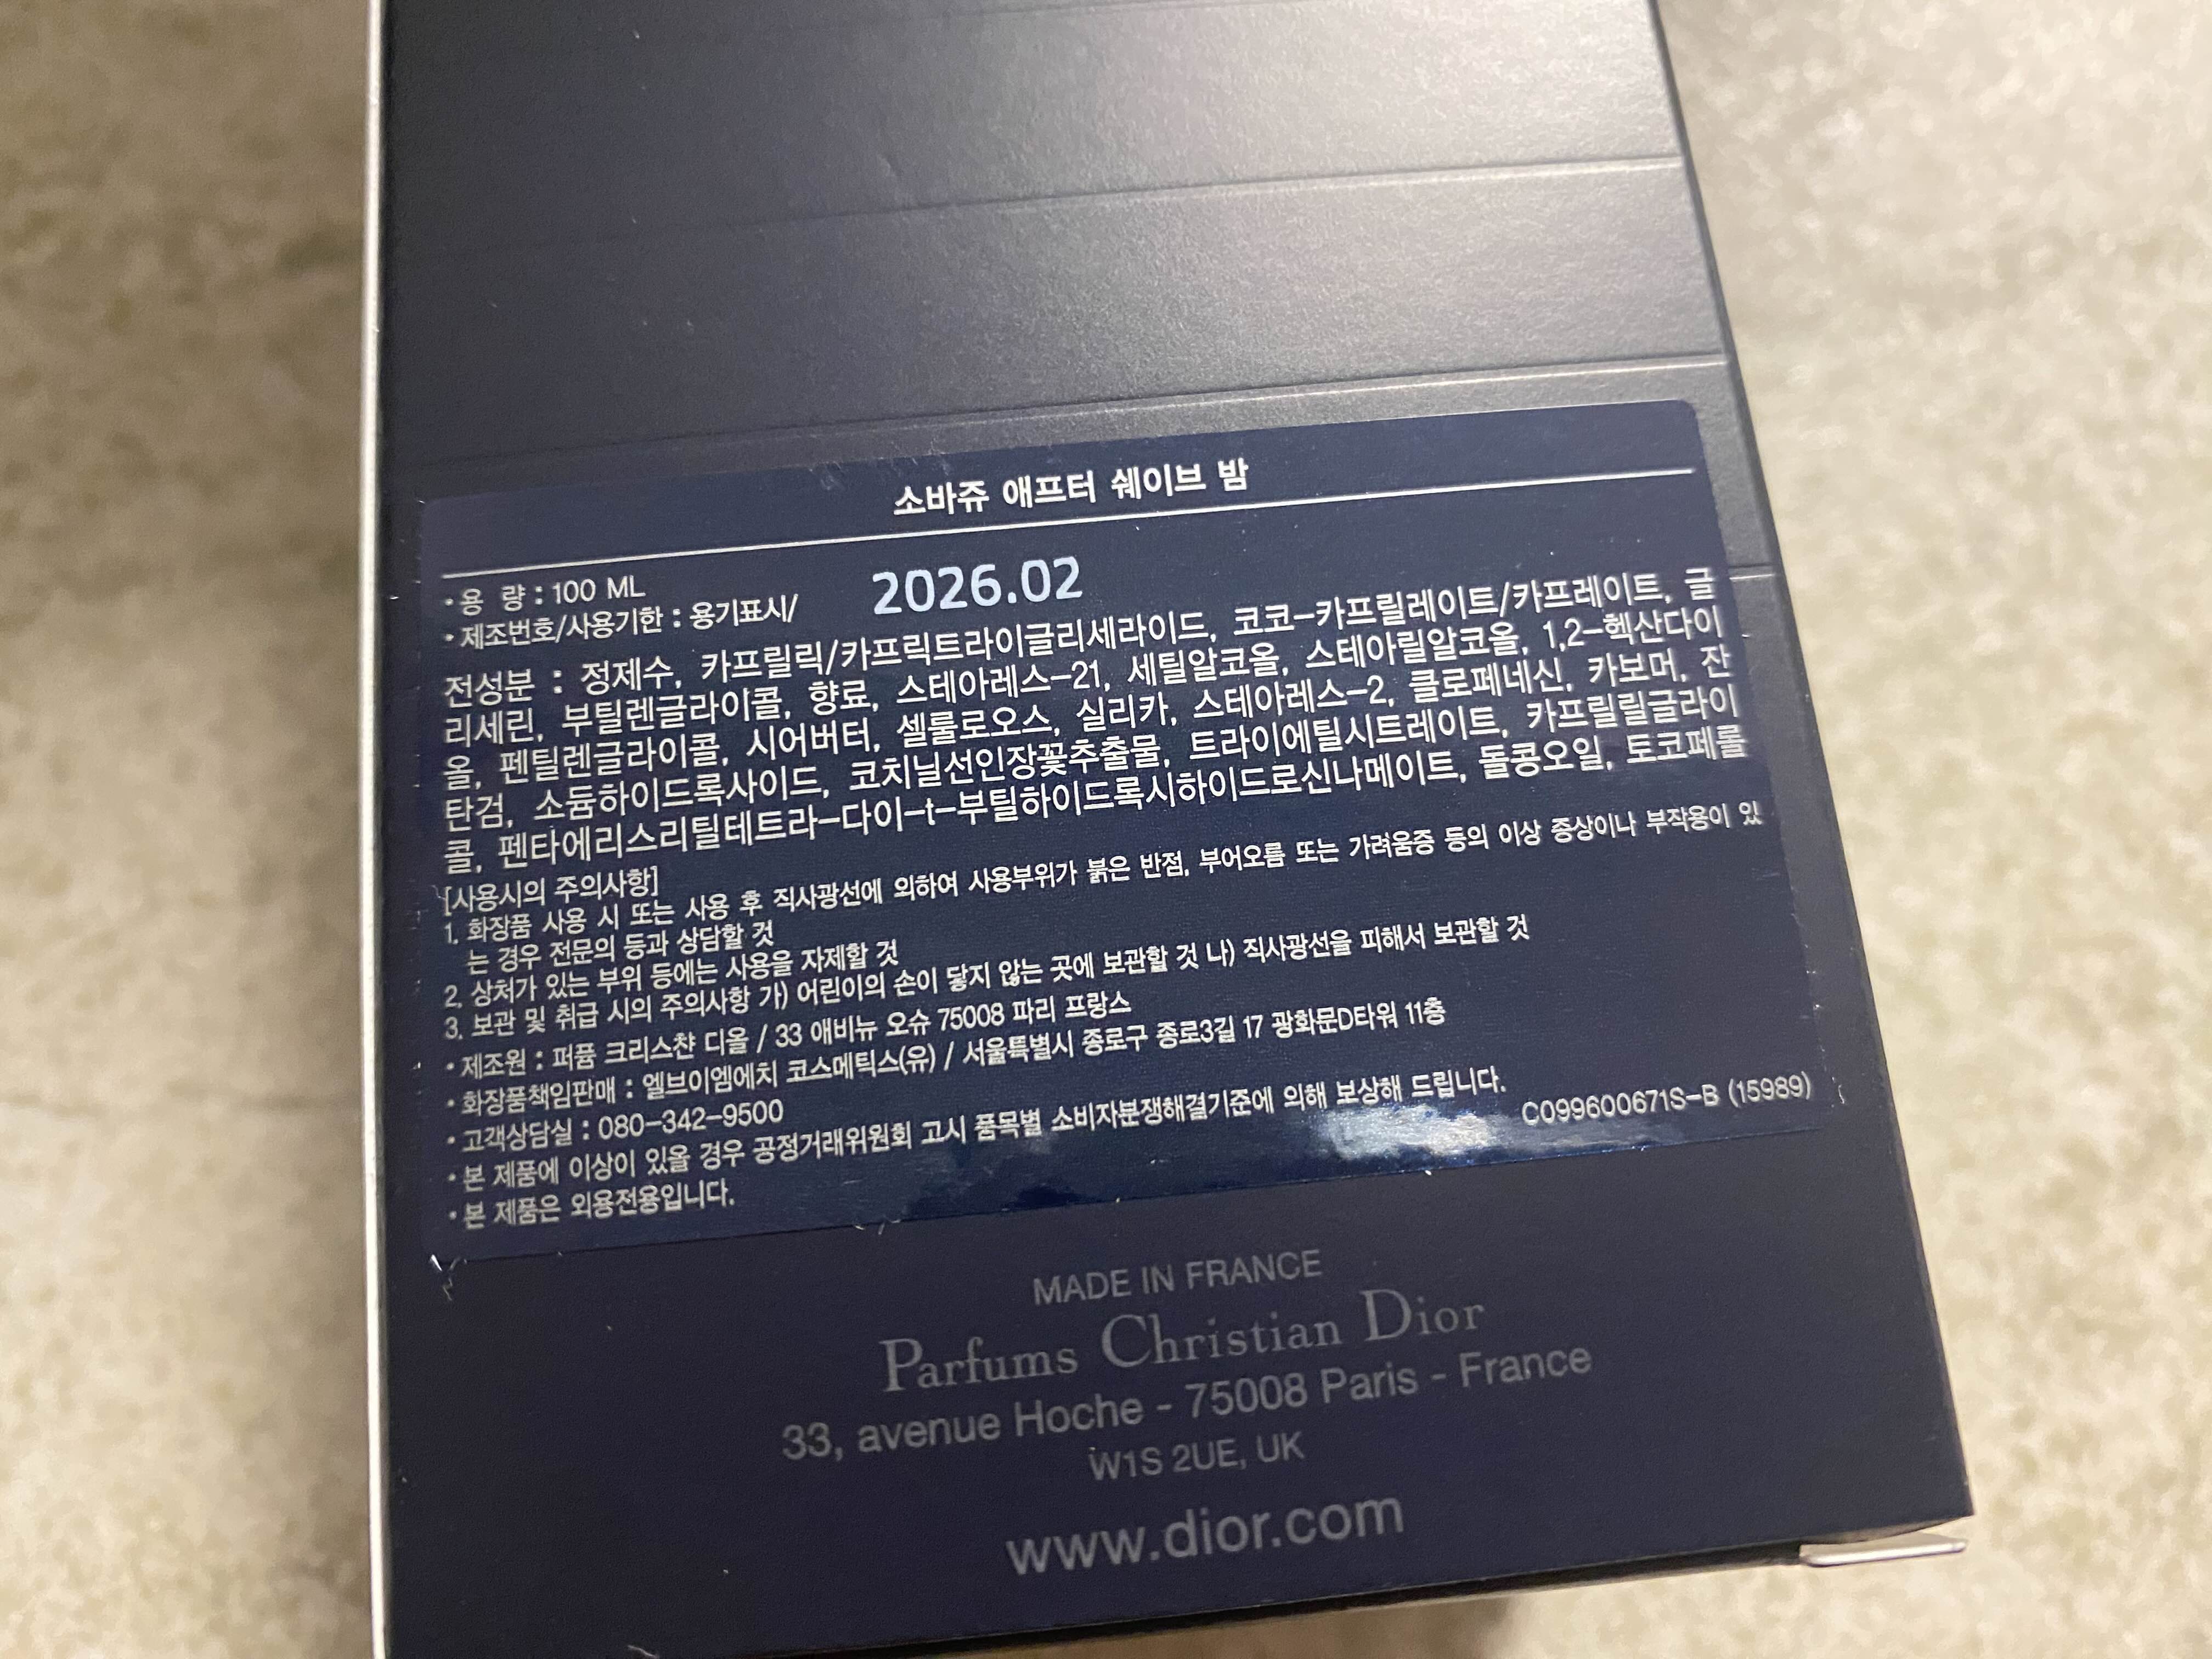 소바쥬 애프터 쉐이브 밤
• 용 량 : 100 ML
• 제조번호/사용기한 : 용기표시/ 2026.02
전성분 : 정제수, 카프릴릭/카프릭트라이글리세라이드, 코코-카프릴레이트/카프레이트, 글
리세린, 부틸렌글라이콜, 향료, 스테아레스-21, 세틸알코올, 스테아릴알코올, 1,2-헥산다이
올, 펜틸렌글라이콜, 시어버터, 셀룰로오스, 실리카, 스테아레스-2, 클로페네신, 카보머, 잔
탄검, 소듐하이드록사이드, 코치닐선인장꽃추출물, 트라이에틸시트레이트, 카프릴릴글라이
콜, 펜타에리스리틸테트라-다이-t-부틸하이드록시하이드로신나메이트, 돌콩오일, 토코페롤
[사용시의 주의사항]
1. 화장품 사용 시 또는 사용 후 직사광선에 의하여 사용부위가 붉은 반점, 부어오름 또는 가려움증 등의 이상 증상이나 부작용이 있
는 경우 전문의 등과 상담할 것
2. 상처가 있는 부위 등에는 사용을 자제할 것
3. 보관 및 취급 시의 주의사항 가) 어린이의 손이 닿지 않는 곳에 보관할 것 나) 직사광선을 피해서 보관할 것
• 제조원 : 퍼퓸 크리스챤 디올 / 33 애비뉴 오슈 75008 파리 프랑스
• 화장품책임판매 : 엘브이엠에치 코스메틱스(유) / 서울특별시 종로구 종로3길 17 광화문D타워 11층
• 고객상담실 : 080-342-9500
• 본 제품에 이상이 있을 경우 공정거래위원회 고시 품목별 소비자분쟁해결기준에 의해 보상해 드립니다.
• 본 제품은 외용전용입니다.
C099600671S-B (15989)
MADE IN FRANCE
Parfums Christian Dior
33, avenue Hoche - 75008 Paris - France
W1S 2UE, UK
www.dior.com